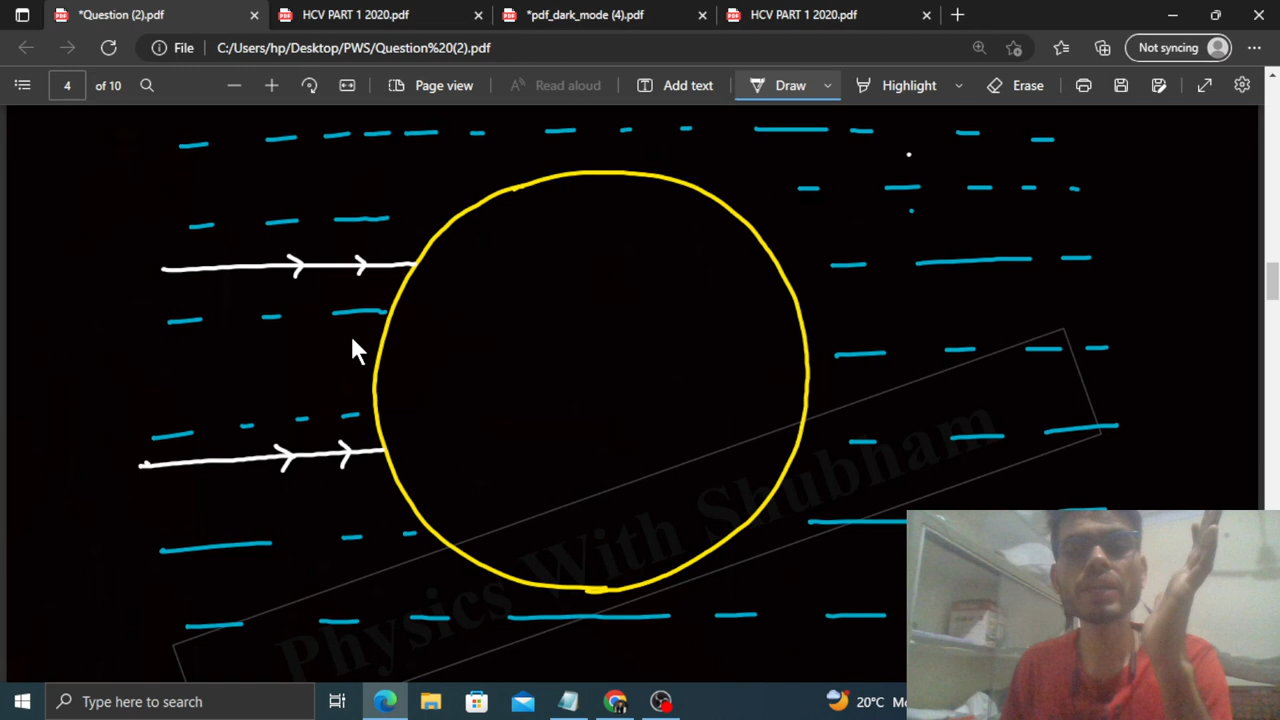 *Question (2).pdf
HCV PART 1 2020.pdf
*pdf_dark_mode (4).pdf
HCV PART 1 2020.pdf
File
C:/Users/hp/Desktop/PWS/Question%20(2).pdf
Not syncing
4 of 10
Page view
Read aloud
Add text
Draw
Highlight
Erase
Physics With Shubham
Type here to search
20°C